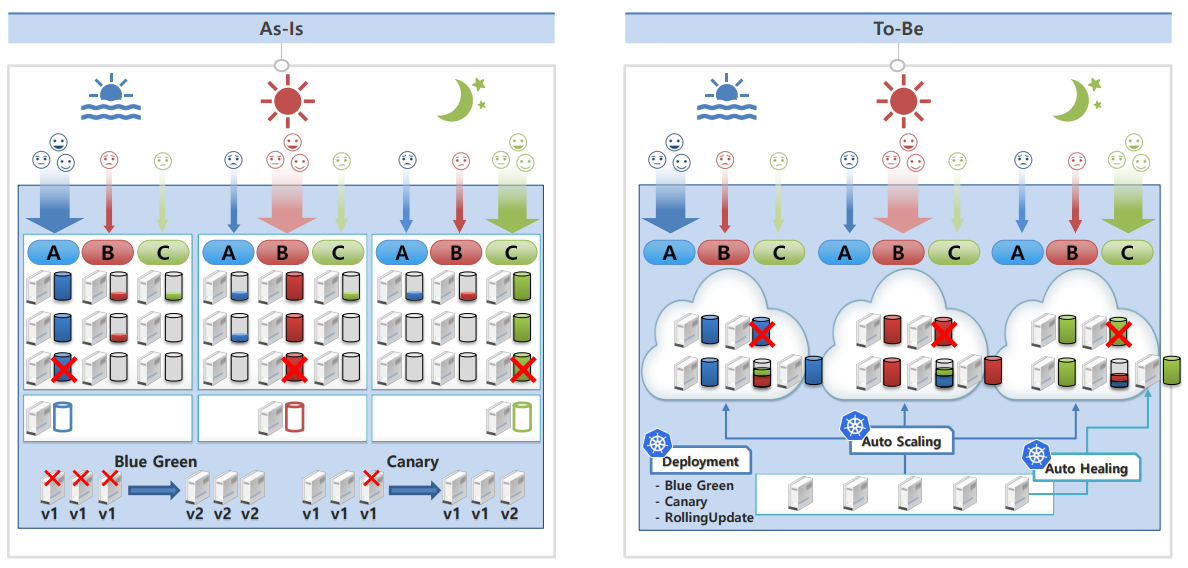 As-Is
A B C A B C A B C
Blue Green
Canary
v1 v1 v1 v2 v2 v2 v1 v1 v1 v1 v1 v2
To-Be
A B C A B C A B C
Auto Scaling
Deployment
Auto Healing
- Blue Green
- Canary
- RollingUpdate